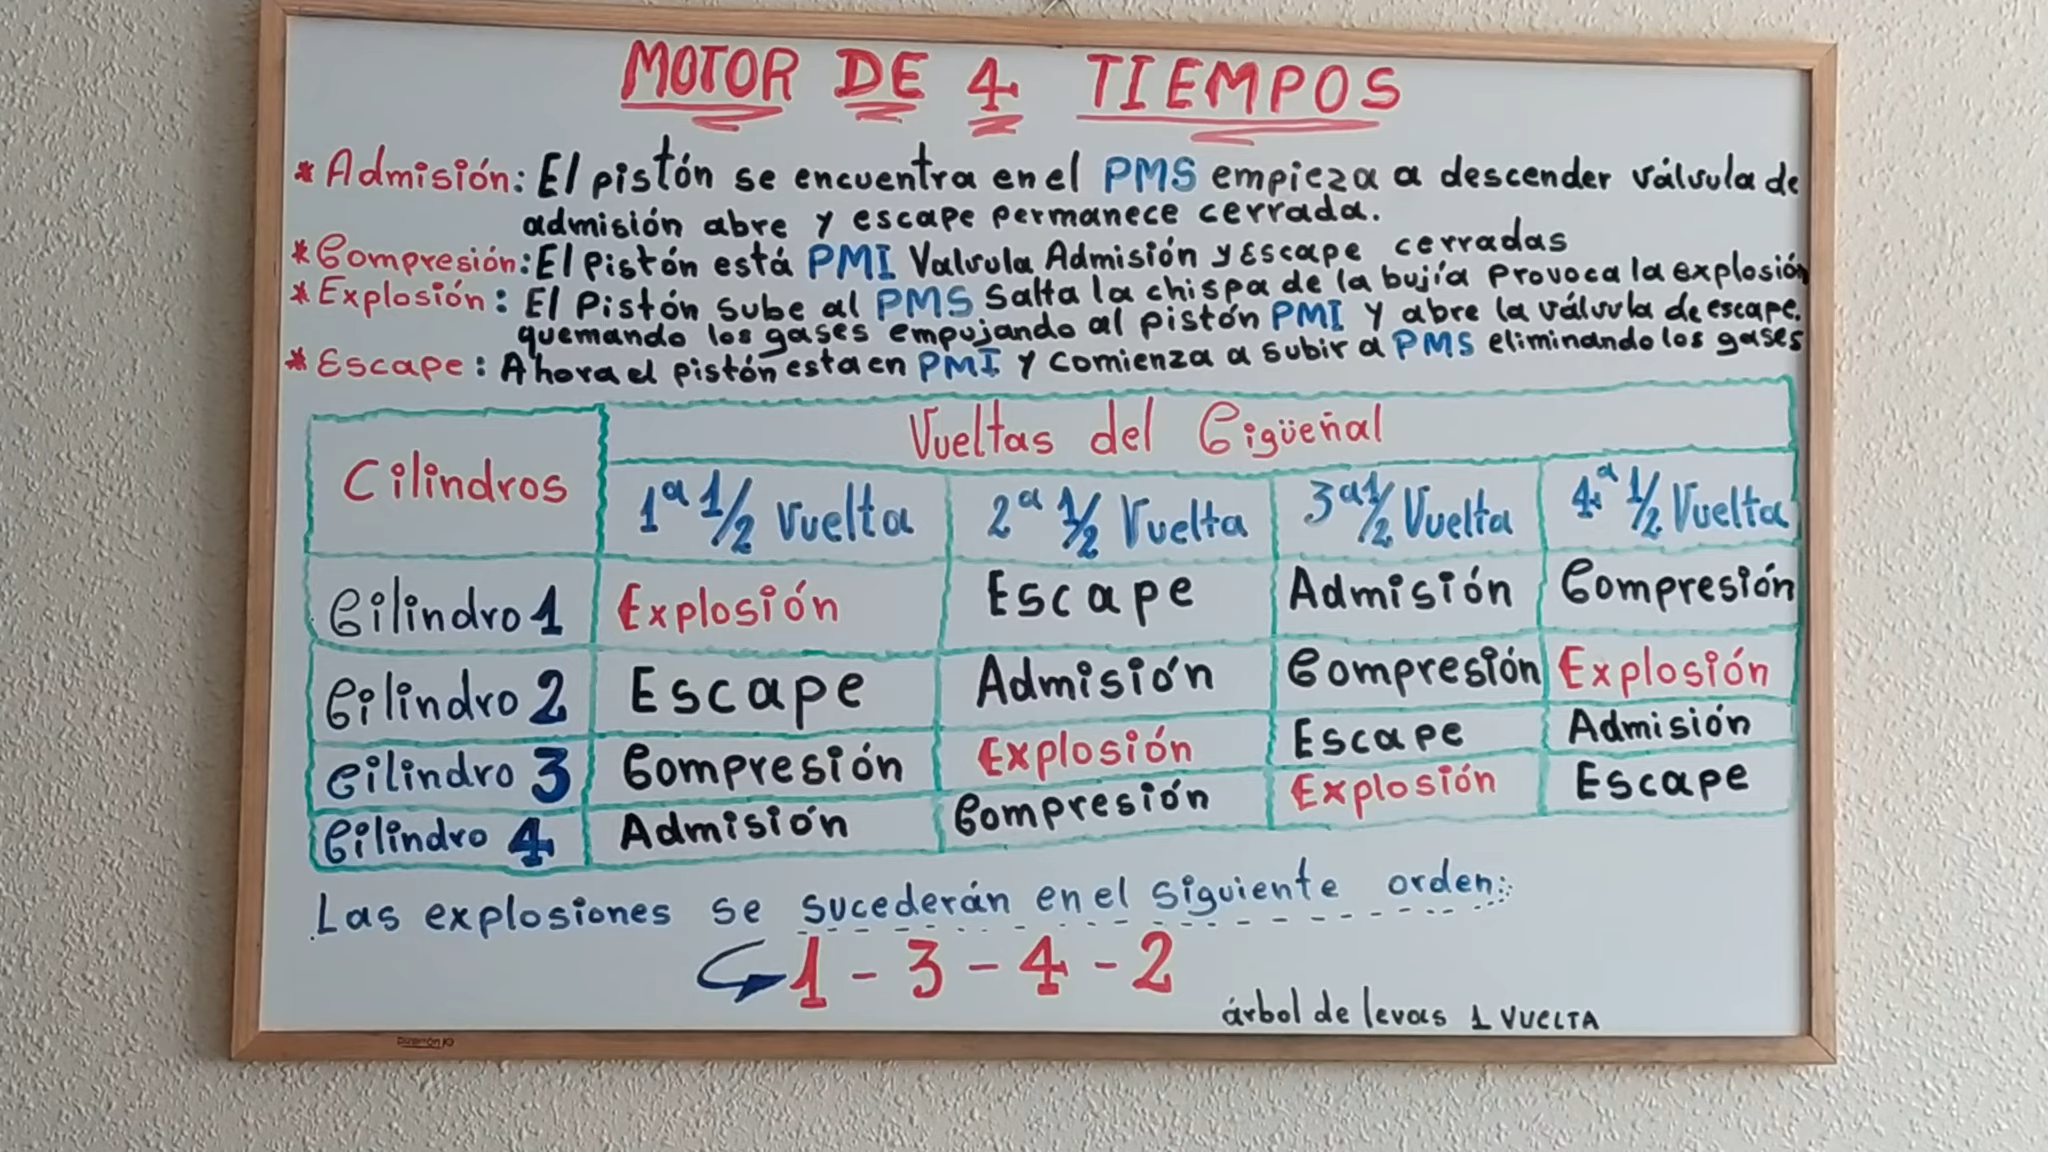 MOTOR DE 4 TIEMPOS
* Admisión: El pistón se encuentra en el PMS empieza a descender válvula de
admisión abre y escape permanece cerrada.
* Compresión: El Pistón está PMI Valvula Admisión y Escape cerradas
* Explosión: El Pistón sube al PMS Salta la chispa de la bujía Provoca la explosión
quemando los gases empujando al pistón PMI y abre la válvula de escape.
* Escape: Ahora el pistón esta en PMI y comienza a subir a PMS eliminando los gases
Cilindros Vueltas del Cigüeñal
1ª 1/2 Vuelta 2ª 1/2 Vuelta 3ª 1/2 Vuelta 4ª 1/2 Vuelta
Cilindro 1 Explosión Escape Admisión Compresión
Cilindro 2 Escape Admisión Compresión Explosión
Cilindro 3 Compresión Explosión Escape Admisión
Cilindro 4 Admisión Compresión Explosión Escape
Las explosiones se sucederán en el siguiente orden:
1 - 3 - 4 - 2
árbol de levas 1 VUELTA